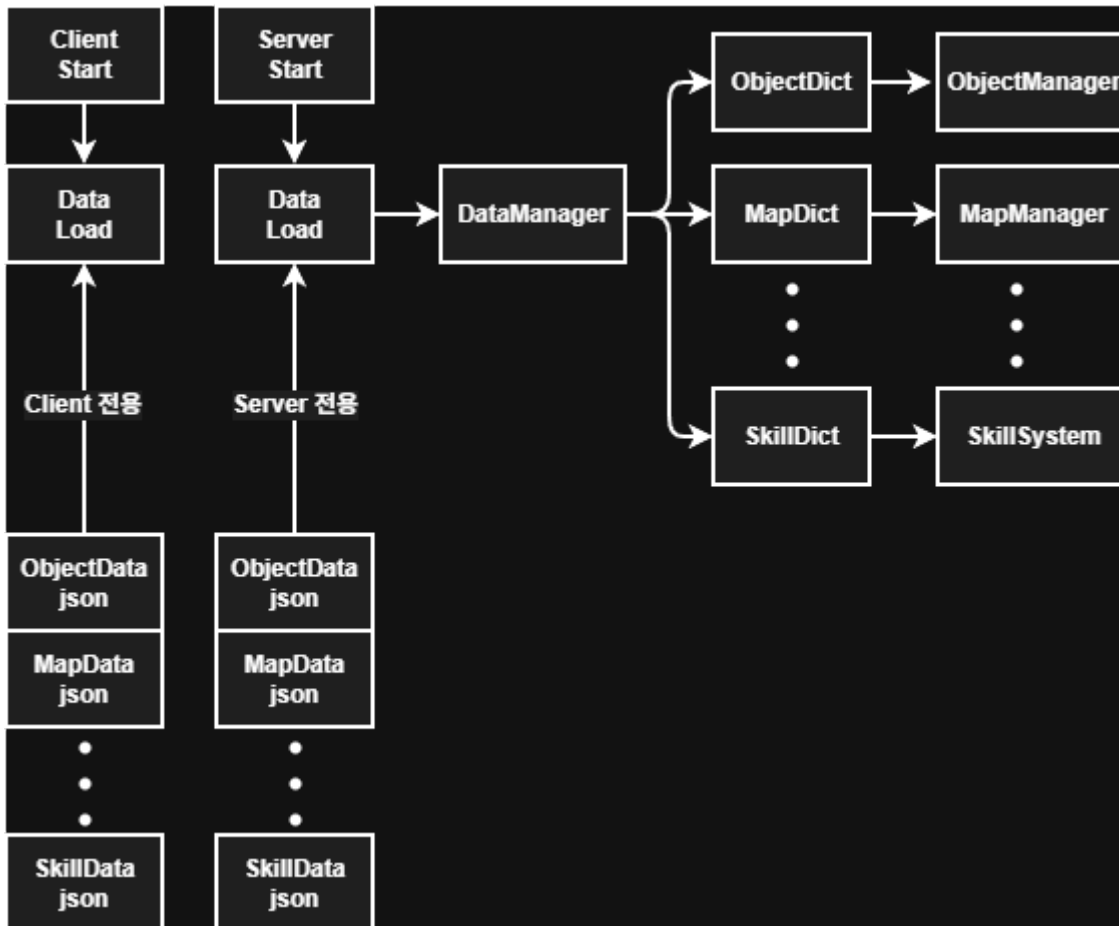 Client
Start
Server
Start
ObjectDict
ObjectManager
Data
Load
Data
Load
DataManager
MapDict
MapManager
Client 전용
Server 전용
SkillDict
SkillSystem
ObjectData
json
ObjectData
json
MapData
json
MapData
json
SkillData
json
SkillData
json